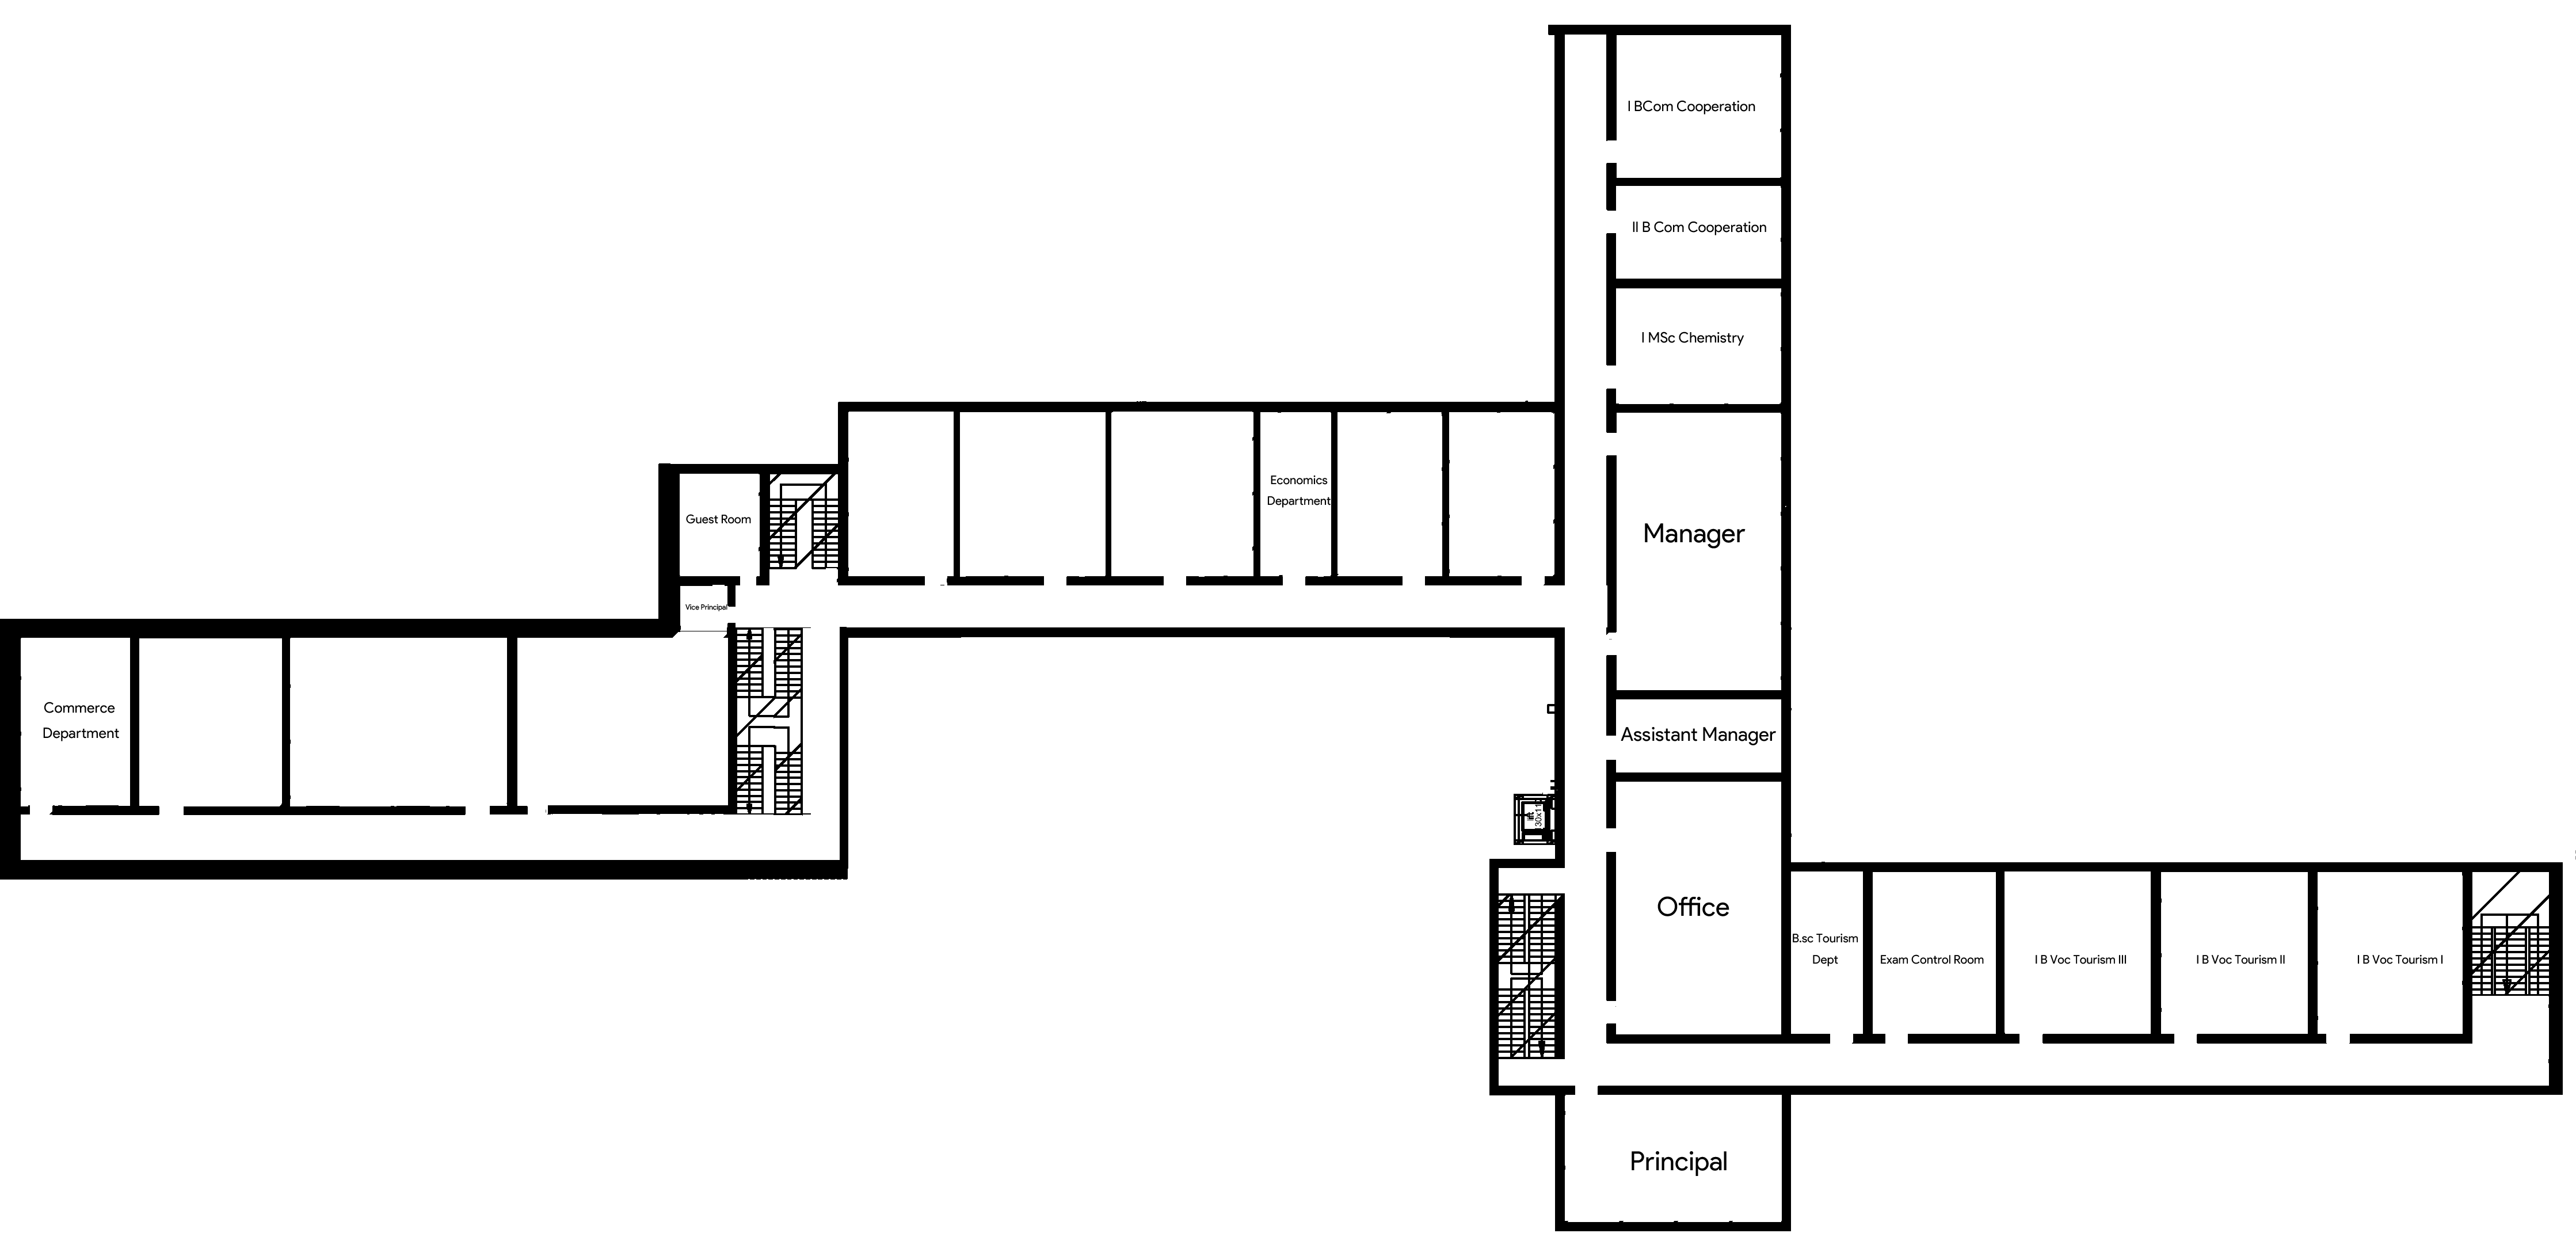 I BCom Cooperation
II B Com Cooperation
I MSc Chemistry
Economics
Department
Guest Room
Manager
Vice Principal
Commerce
Department
Assistant Manager
Office
B.sc Tourism
Dept
Exam Control Room
I B Voc Tourism III
I B Voc Tourism II
I B Voc Tourism I
Principal